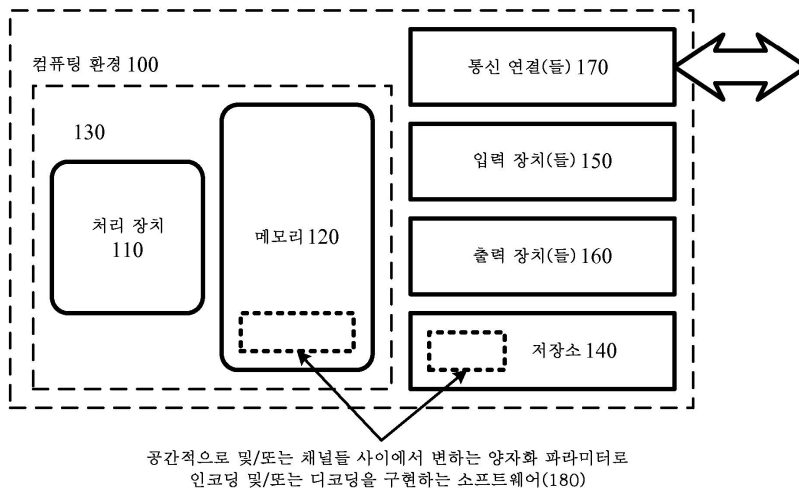 컴퓨팅 환경 100
130
처리 장치
110
메모리 120
통신 연결(들) 170
입력 장치(들) 150
출력 장치(들) 160
저장소 140
공간적으로 및/또는 채널들 사이에서 변하는 양자화 파라미터로
인코딩 및/또는 디코딩을 구현하는 소프트웨어(180)